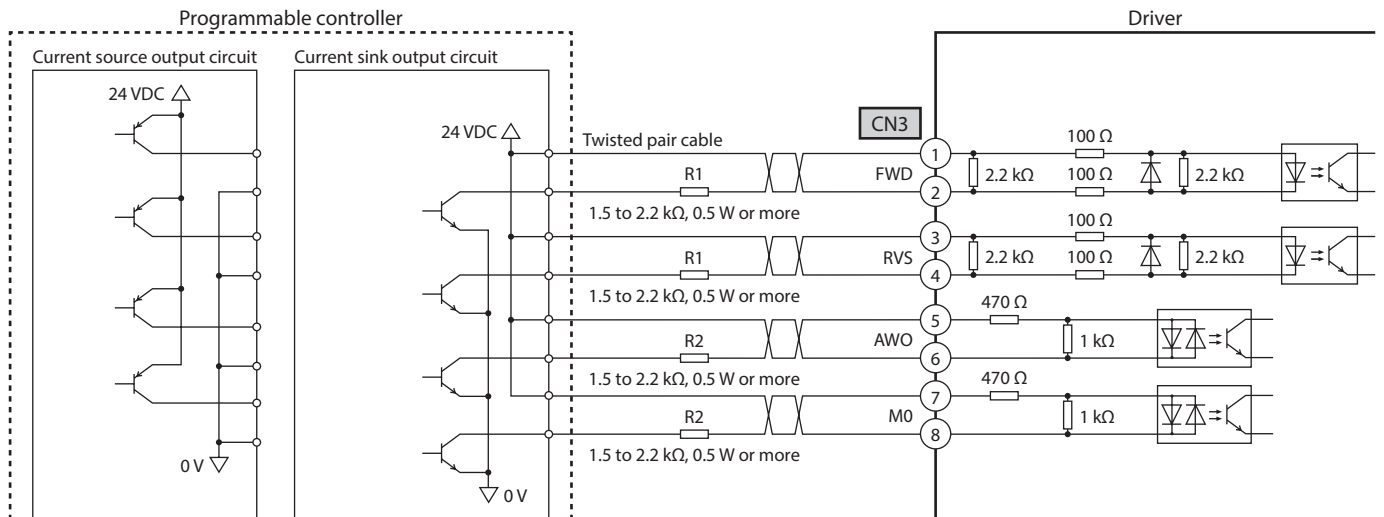 Programmable controller
Driver
Current source output circuit
Current sink output circuit
24 VDC
0 V
24 VDC
0 V
Twisted pair cable
CN3
R1
1.5 to 2.2 kΩ, 0.5 W or more
R1
1.5 to 2.2 kΩ, 0.5 W or more
R2
1.5 to 2.2 kΩ, 0.5 W or more
R2
1.5 to 2.2 kΩ, 0.5 W or more
FWD
1
2
RVS
3
4
AWO
5
6
M0
7
8
100 Ω
2.2 kΩ
100 Ω
2.2 kΩ
100 Ω
2.2 kΩ
100 Ω
2.2 kΩ
470 Ω
1 kΩ
470 Ω
1 kΩ